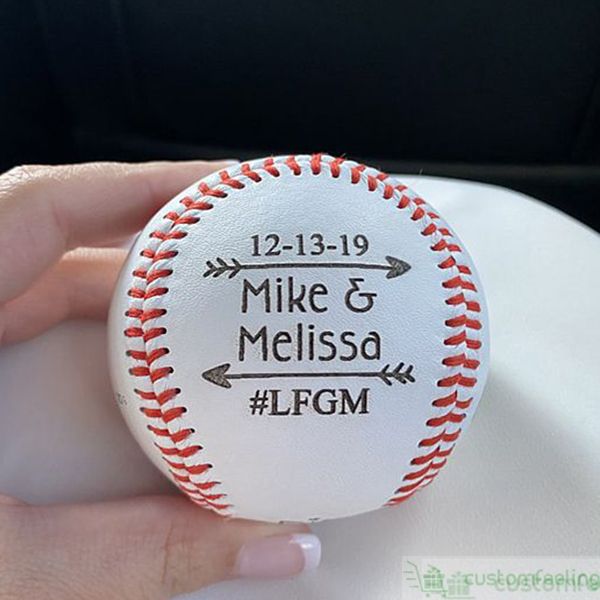 12-13-19
Mike &
Melissa
#LFGM
customfeeling